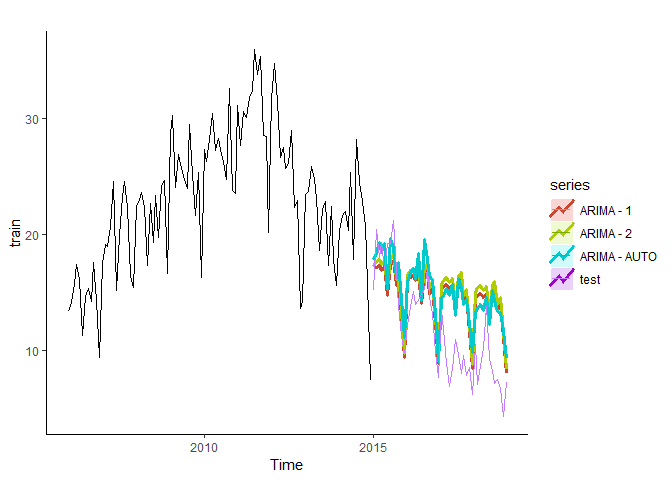 train
30
20
10
2010
2015
Time
series
ARIMA - 1
ARIMA - 2
ARIMA - AUTO
test